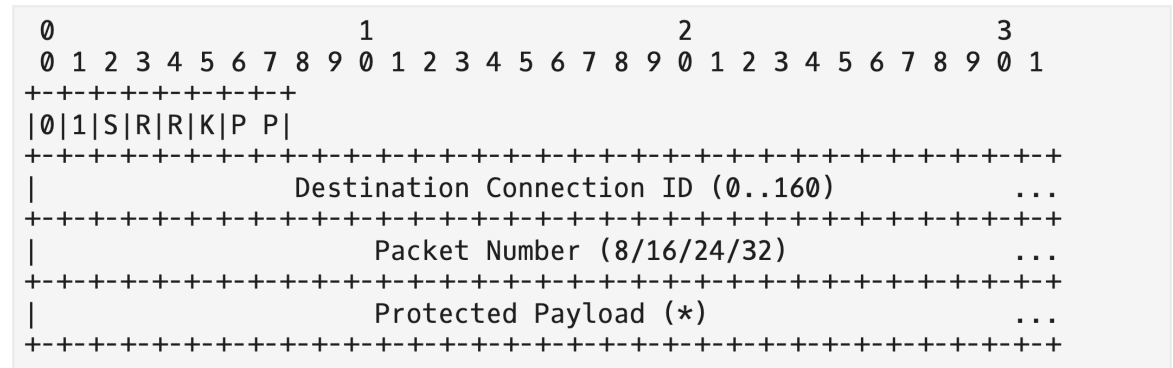 0                   1                   2                   3
 0 1 2 3 4 5 6 7 8 9 0 1 2 3 4 5 6 7 8 9 0 1 2 3 4 5 6 7 8 9 0 1
+-+-+-+-+-+-+-+-+
|0|1|S|R|R|K|P P|
+-+-+-+-+-+-+-+-+-+-+-+-+-+-+-+-+-+-+-+-+-+-+-+-+-+-+-+-+-+-+-+-+
|                Destination Connection ID (0..160)           ...
+-+-+-+-+-+-+-+-+-+-+-+-+-+-+-+-+-+-+-+-+-+-+-+-+-+-+-+-+-+-+-+-+
|                     Packet Number (8/16/24/32)              ...
+-+-+-+-+-+-+-+-+-+-+-+-+-+-+-+-+-+-+-+-+-+-+-+-+-+-+-+-+-+-+-+-+
|                     Protected Payload (*)                   ...
+-+-+-+-+-+-+-+-+-+-+-+-+-+-+-+-+-+-+-+-+-+-+-+-+-+-+-+-+-+-+-+-+